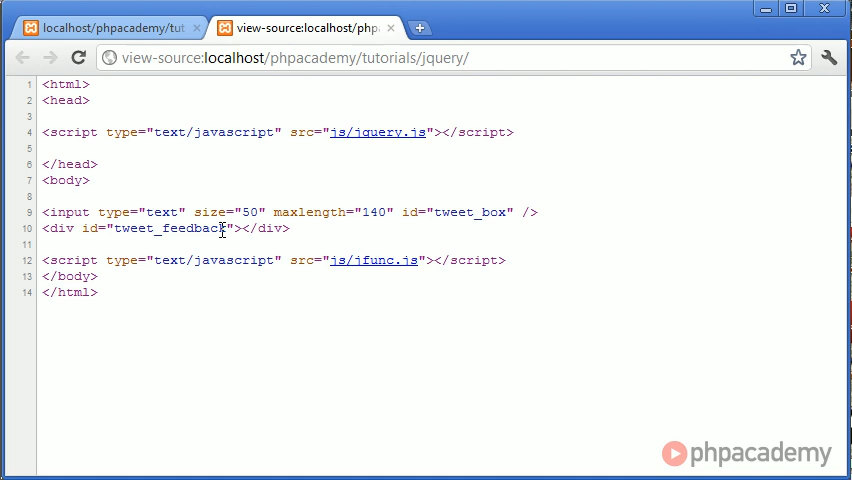 localhost/phpacademy/tut
view-source:localhost/php
view-source:localhost/phpacademy/tutorials/jquery/
1 <html>
2 <head>
3
4 <script type="text/javascript" src="js/jquery.js"></script>
5
6 </head>
7 <body>
8
9 <input type="text" size="50" maxlength="140" id="tweet_box" />
10 <div id="tweet_feedback"></div>
11
12 <script type="text/javascript" src="js/jfunc.js"></script>
13 </body>
14 </html>
phpacademy